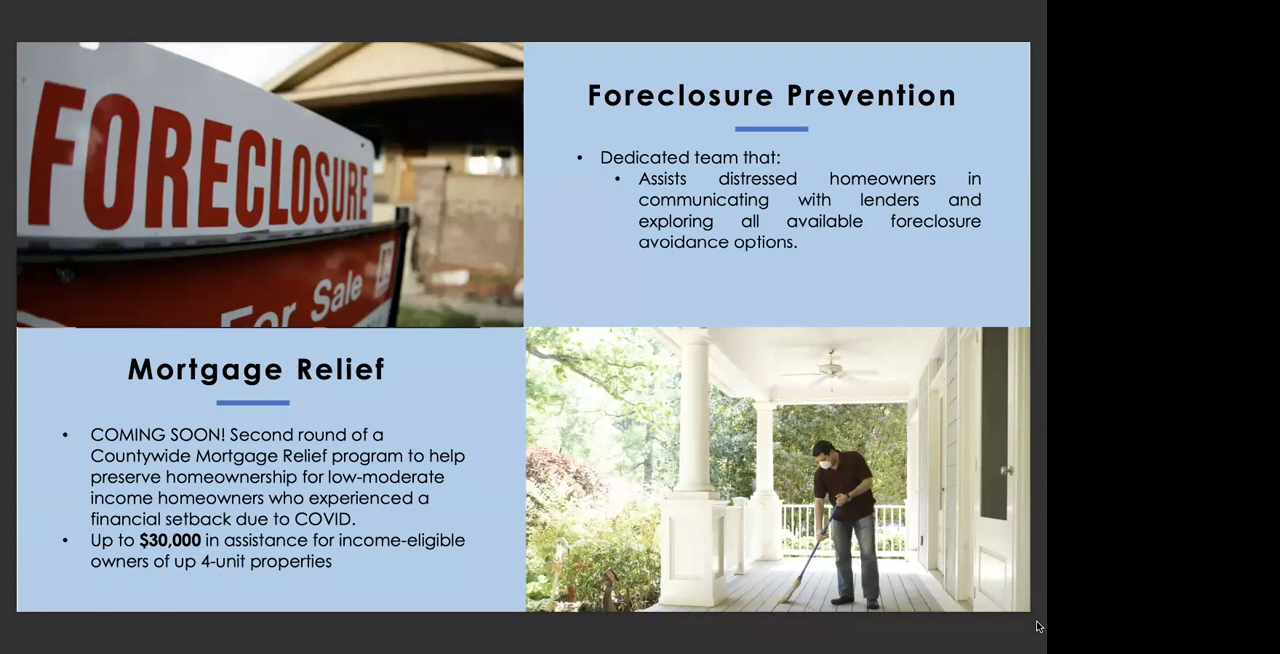 FORECLOSURE
For Sale
Foreclosure Prevention
• Dedicated team that:
• Assists distressed homeowners in
communicating with lenders and
exploring all available foreclosure
avoidance options.
Mortgage Relief
• COMING SOON! Second round of a
Countywide Mortgage Relief program to help
preserve homeownership for low-moderate
income homeowners who experienced a
financial setback due to COVID.
• Up to $30,000 in assistance for income-eligible
owners of up 4-unit properties